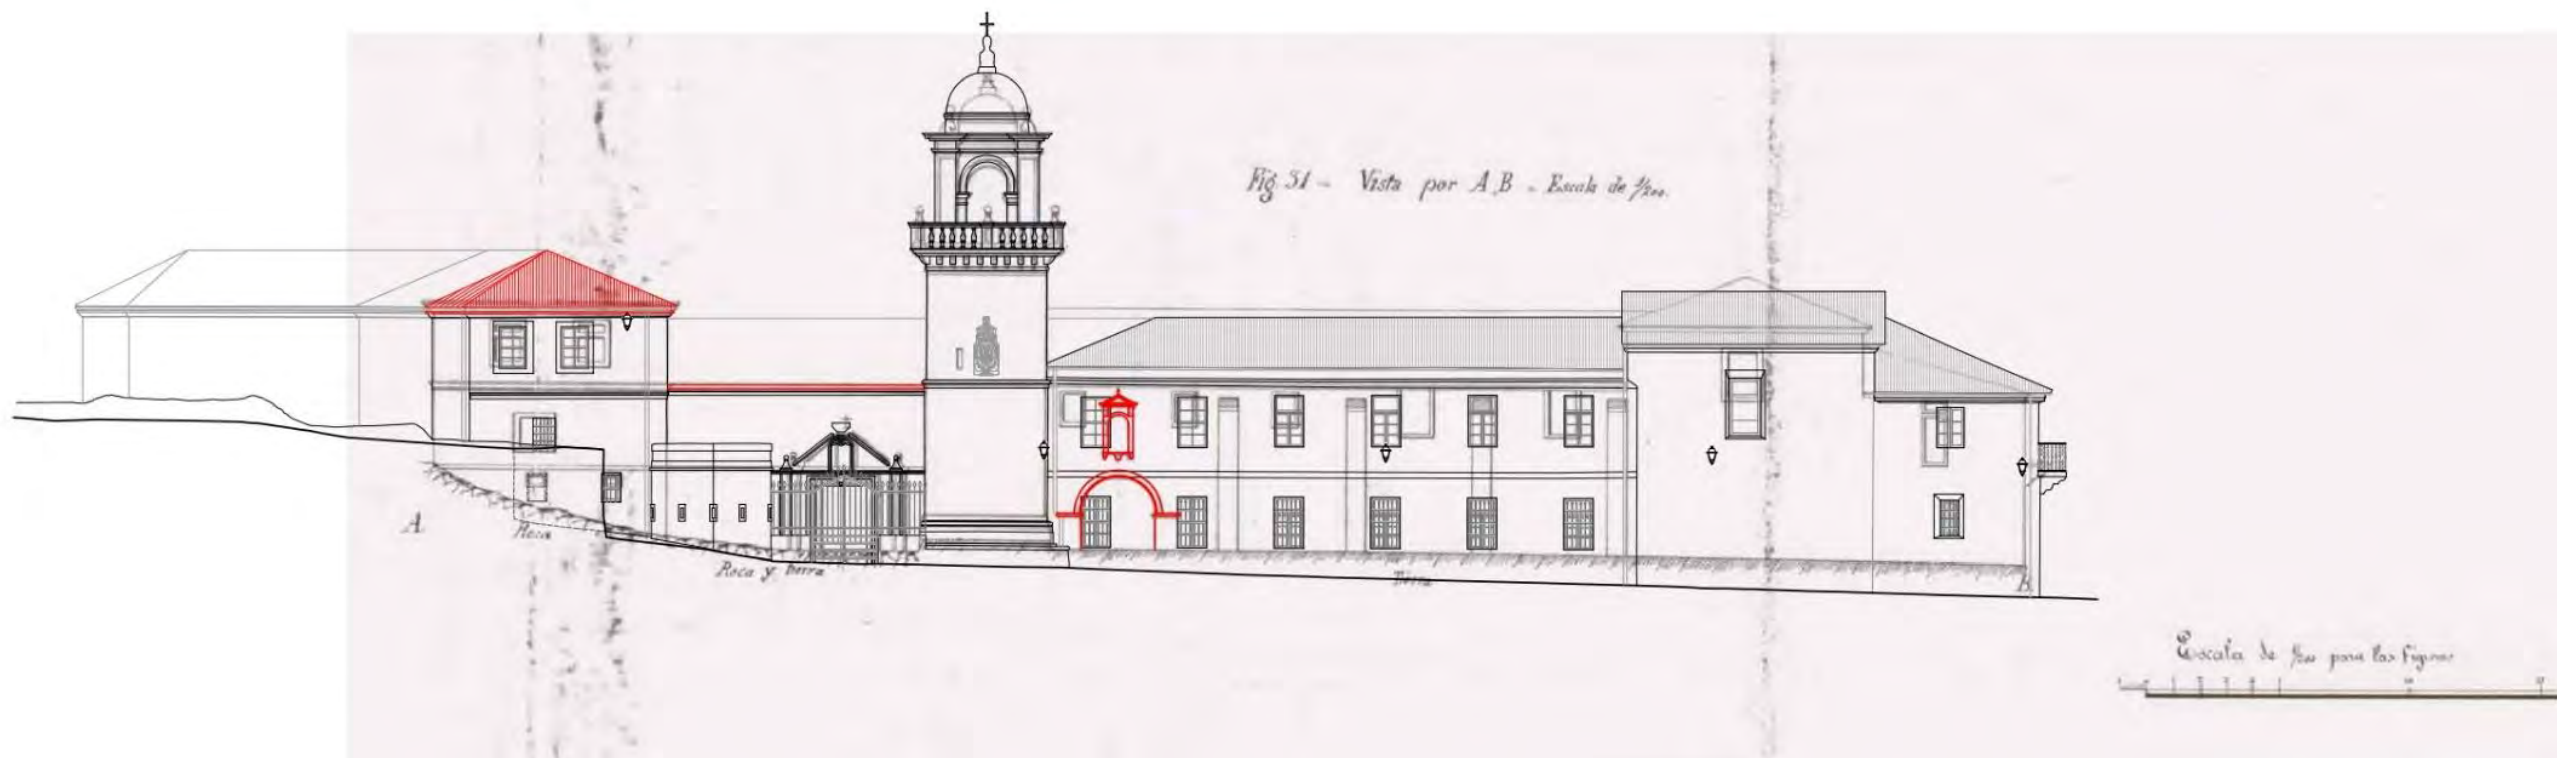 Fig. 31 - Vista por A.B - Escala de 1/200.
A
Roca
Roca y tierra
Tierra
B
Escala de 1/200 para las figuras